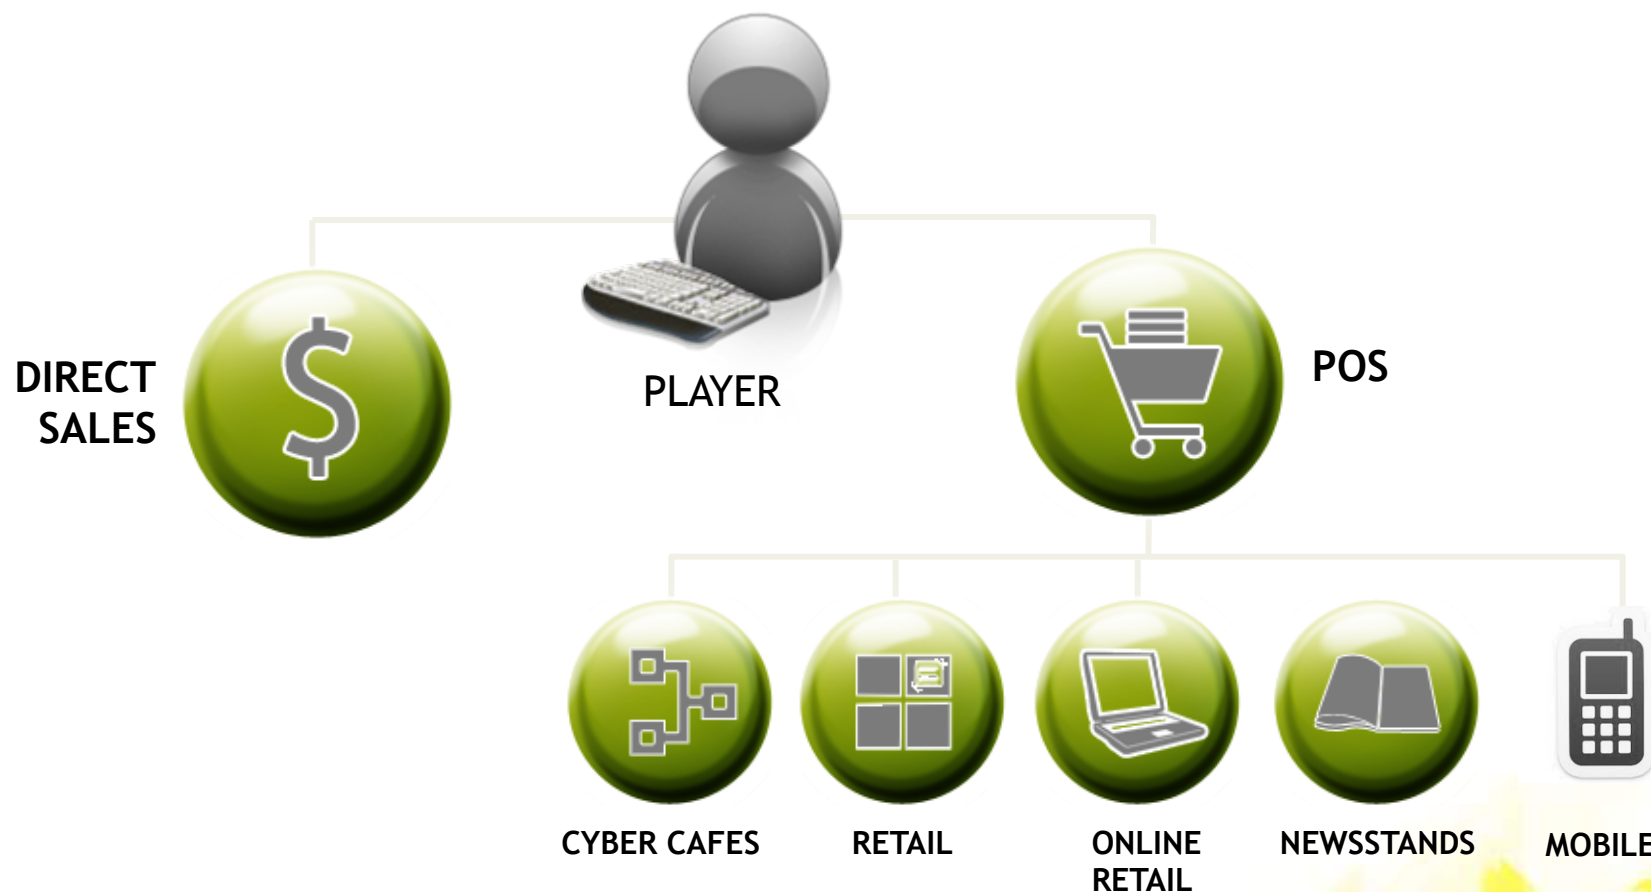 PLAYER
DIRECT
SALES
POS
CYBER CAFES
RETAIL
ONLINE
RETAIL
NEWSSTANDS
MOBILE